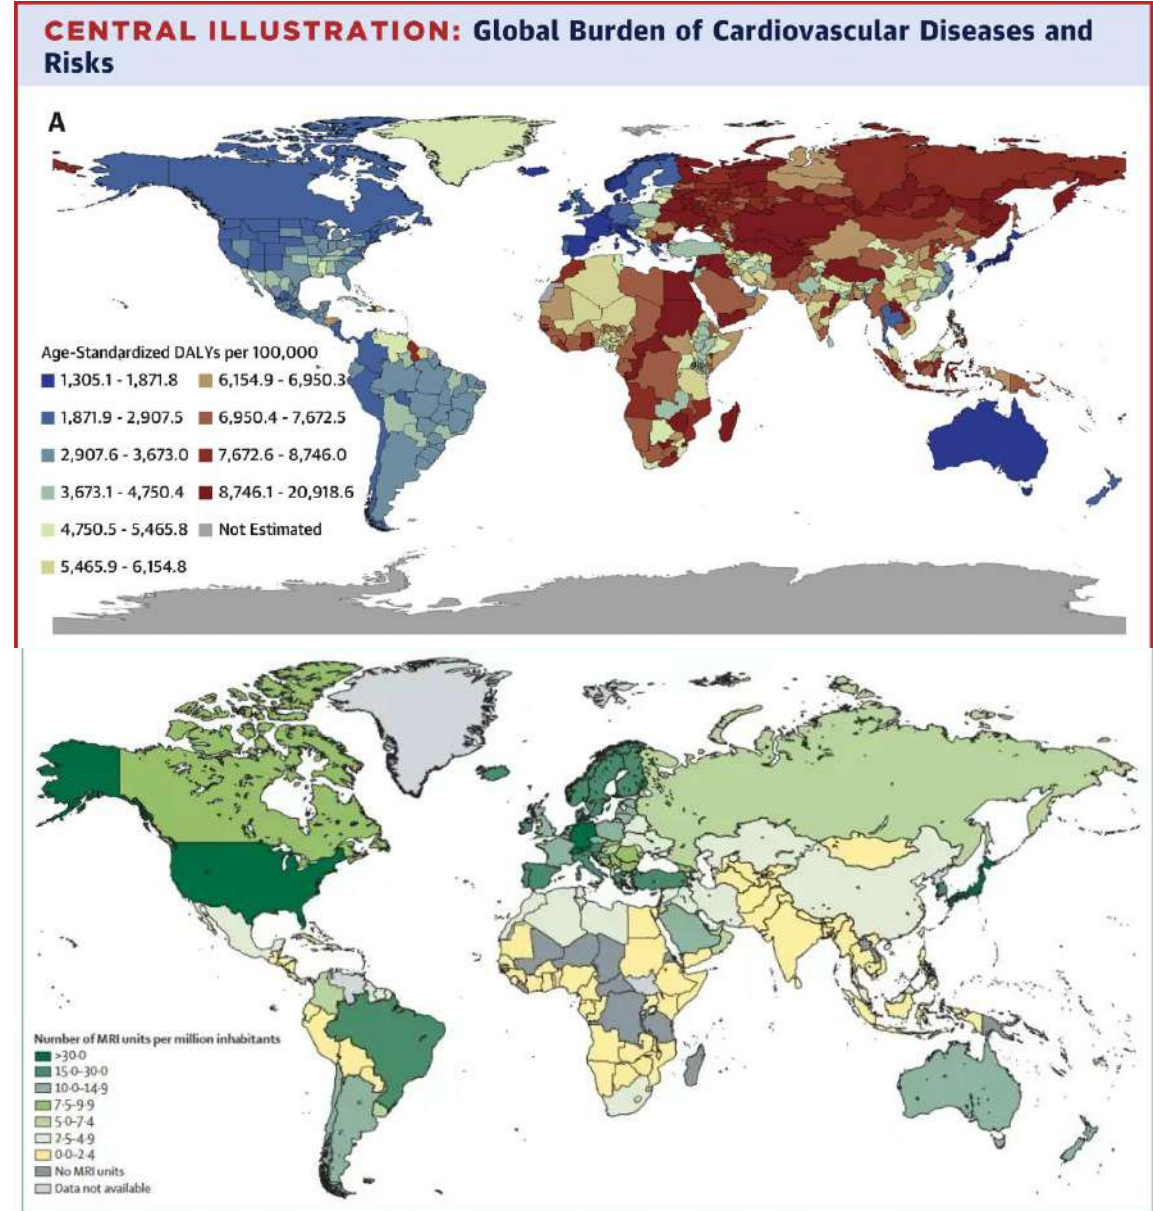 CENTRAL ILLUSTRATION: Global Burden of Cardiovascular Diseases and
Risks
A
Age-Standardized DALYs per 100,000
1,305.1 - 1,871.8
1,871.9 - 2,907.5
2,907.6 - 3,673.0
3,673.1 - 4,750.4
4,750.5 - 5,465.8
5,465.9 - 6,154.8
6,154.9 - 6,950.3
6,950.4 - 7,672.5
7,672.6 - 8,746.0
8,746.1 - 20,918.6
Not Estimated
Number of MRI units per million inhabitants
>30·0
15·0–30·0
10·0–14·9
7·5–9·9
5·0–7·4
2·5–4·9
0·0–2·4
No MRI units
Data not available